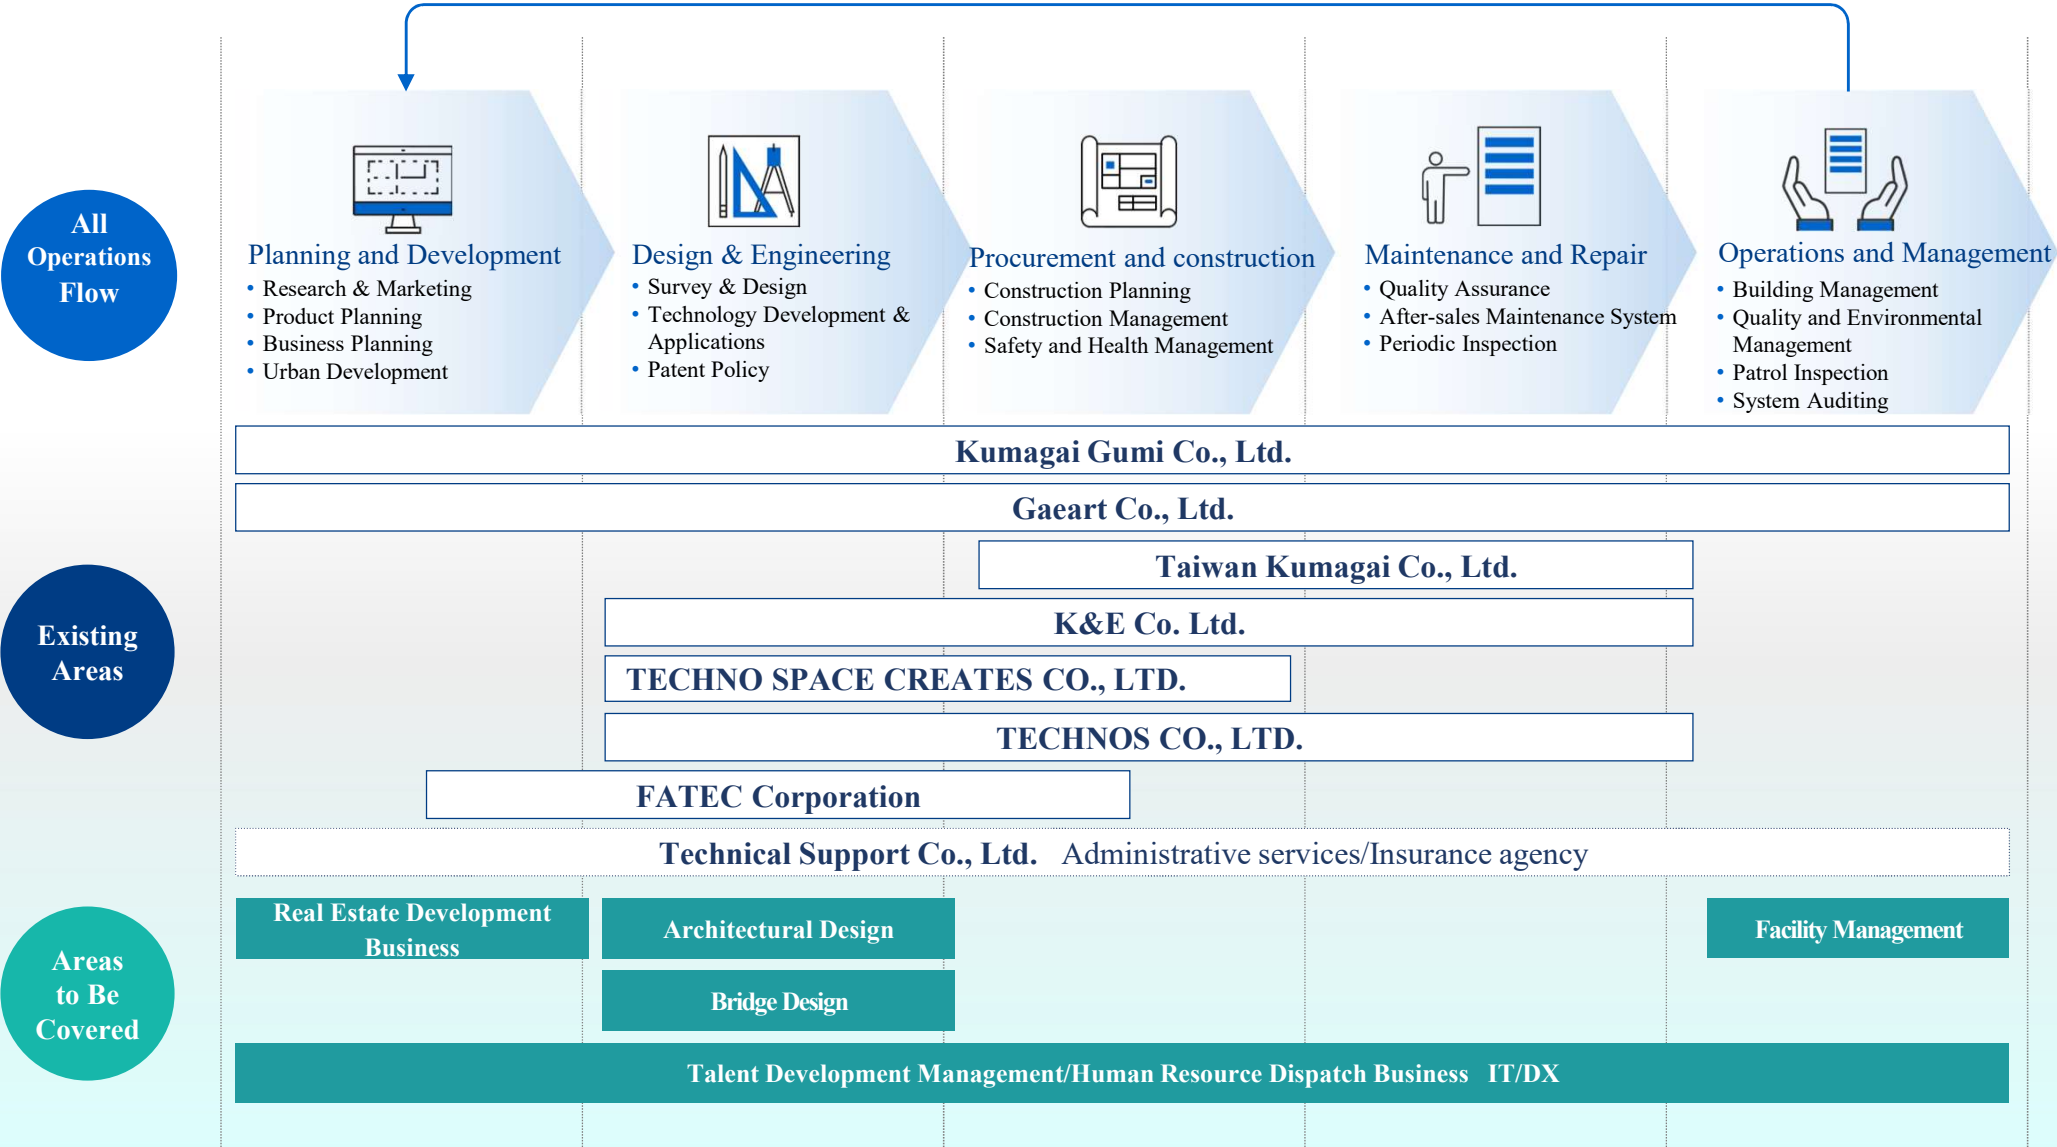 All
Operations
Flow
Planning and Development
• Research & Marketing
• Product Planning
• Business Planning
• Urban Development
Design & Engineering
• Survey & Design
• Technology Development &
Applications
• Patent Policy
Procurement and construction
• Construction Planning
• Construction Management
• Safety and Health Management
Maintenance and Repair
• Quality Assurance
• After-sales Maintenance System
• Periodic Inspection
Operations and Management
• Building Management
• Quality and Environmental
Management
• Patrol Inspection
• System Auditing
Existing
Areas
Kumagai Gumi Co., Ltd.
Gaeart Co., Ltd.
Taiwan Kumagai Co., Ltd.
K&E Co. Ltd.
TECHNO SPACE CREATES CO., LTD.
TECHNOS CO., LTD.
FATEC Corporation
Technical Support Co., Ltd. Administrative services/Insurance agency
Areas
to Be
Covered
Real Estate Development
Business
Architectural Design
Facility Management
Bridge Design
Talent Development Management/Human Resource Dispatch Business IT/DX